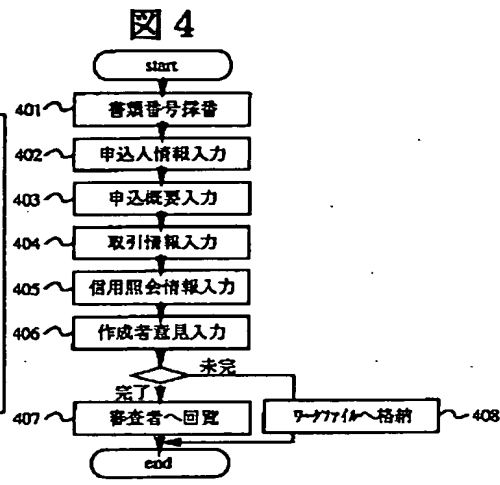 図4
start
401 書類番号採番
402 申込人情報入力
403 申込概要入力
404 取引情報入力
405 信用照会情報入力
406 作成者意見入力
未完
完了
407 審査者へ回覧 ワークファイルへ格納 408
end